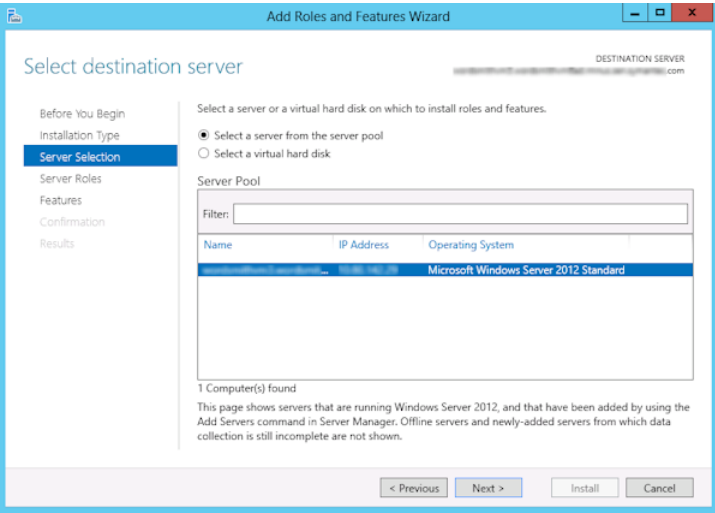 Add Roles and Features Wizard
Select destination server
DESTINATION SERVER
.com
Before You Begin
Installation Type
Server Selection
Server Roles
Features
Confirmation
Results
Select a server or a virtual hard disk on which to install roles and features.
Select a server from the server pool
Select a virtual hard disk
Server Pool
Filter:
Name IP Address Operating System
Microsoft Windows Server 2012 Standard
1 Computer(s) found
This page shows servers that are running Windows Server 2012, and that have been added by using the
Add Servers command in Server Manager. Offline servers and newly-added servers from which data
collection is still incomplete are not shown.
< Previous Next > Install Cancel